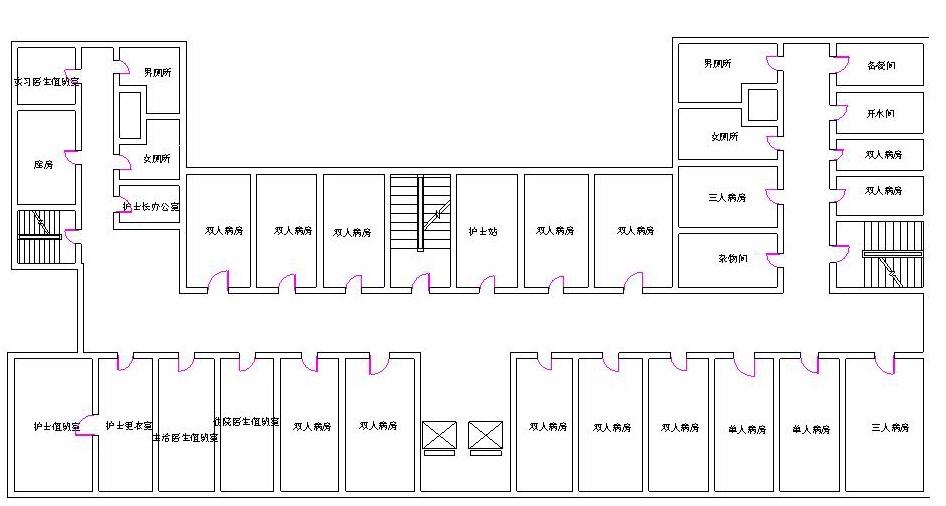 男厕所
男厕所
备餐间
实习医生值班室
开水间
女厕所
女厕所
双人病房
库房
双人病房
三人病房
护士长办公室
双人病房
双人病房
双人病房
护士站
双人病房
双人病房
杂物间
护士值班室
护士更衣室
主治医生值班室
住院医生值班室
双人病房
双人病房
双人病房
双人病房
双人病房
单人病房
单人病房
三人病房